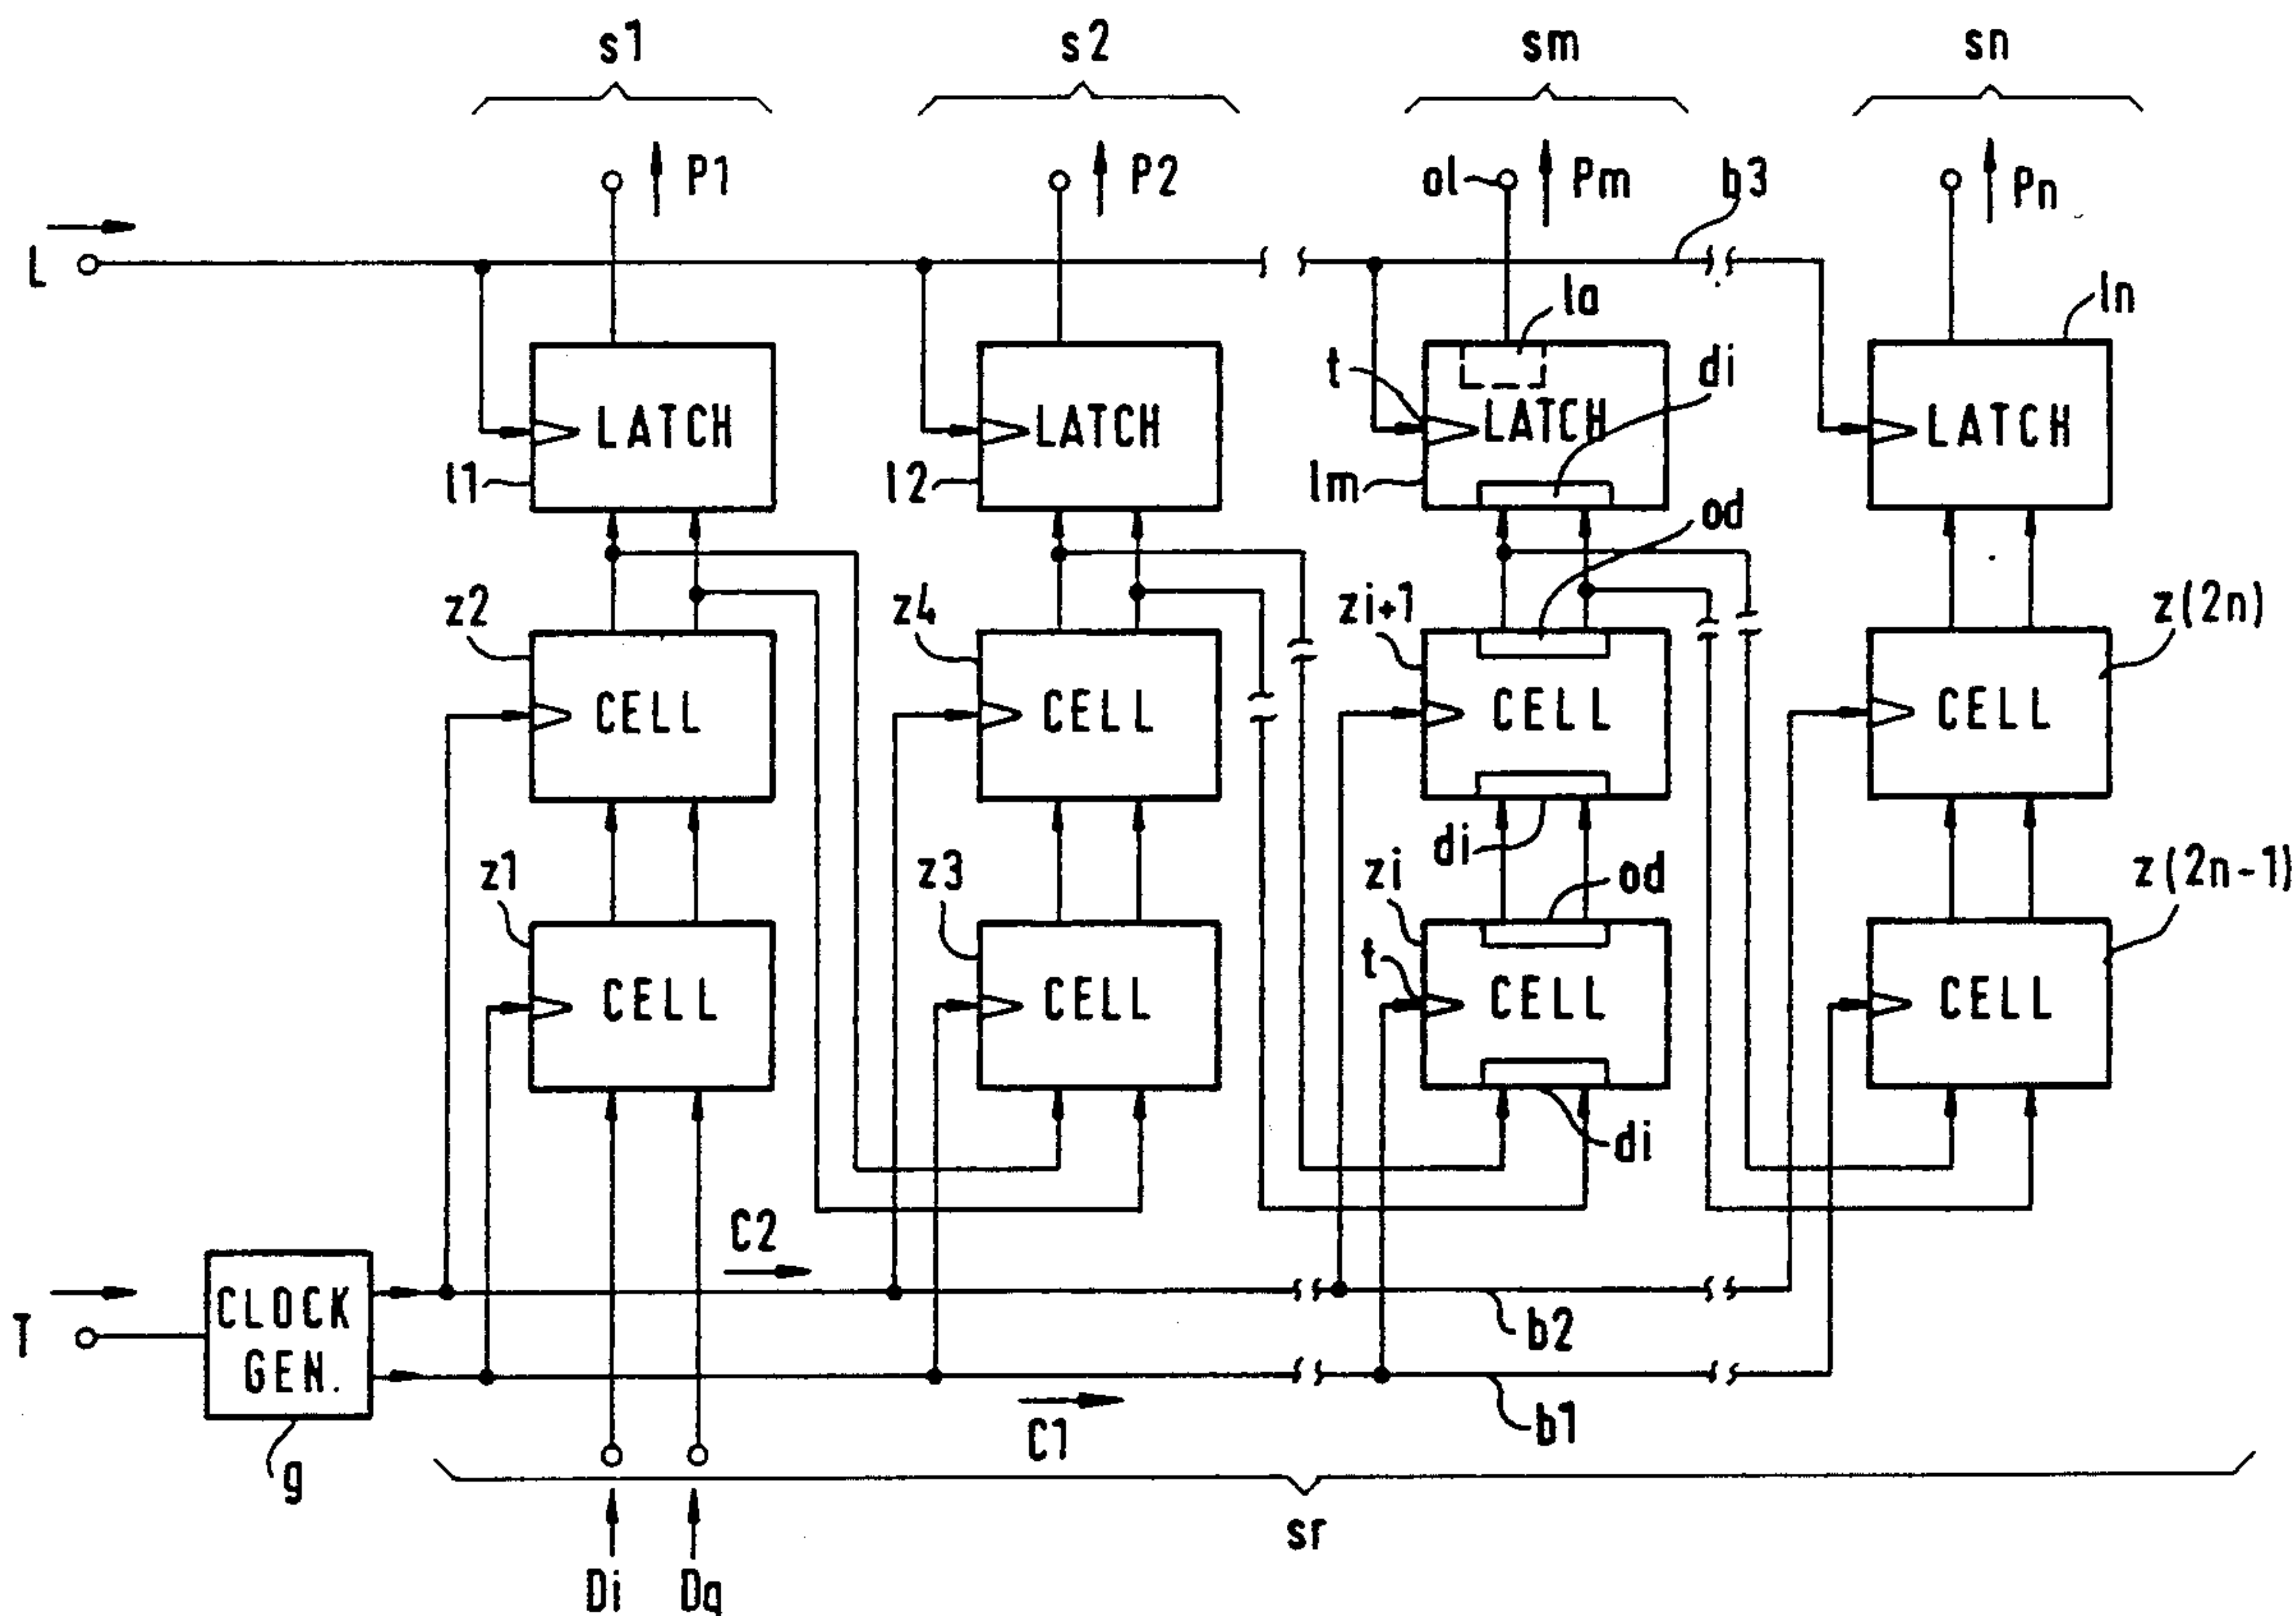 s1 s2 sm sn
P1 P2 ol Pm b3 Pn
L
la ln
t di
LATCH LATCH LATCH LATCH
l1 l2 lm
od
z2 z4 zi+1 z(2n)
CELL CELL CELL CELL
di
z1 z3 zi od z(2n-1)
t
CELL CELL CELL CELL
di
C2
T CLOCK GEN. b2
C1 b1
g
sr
Di Dq